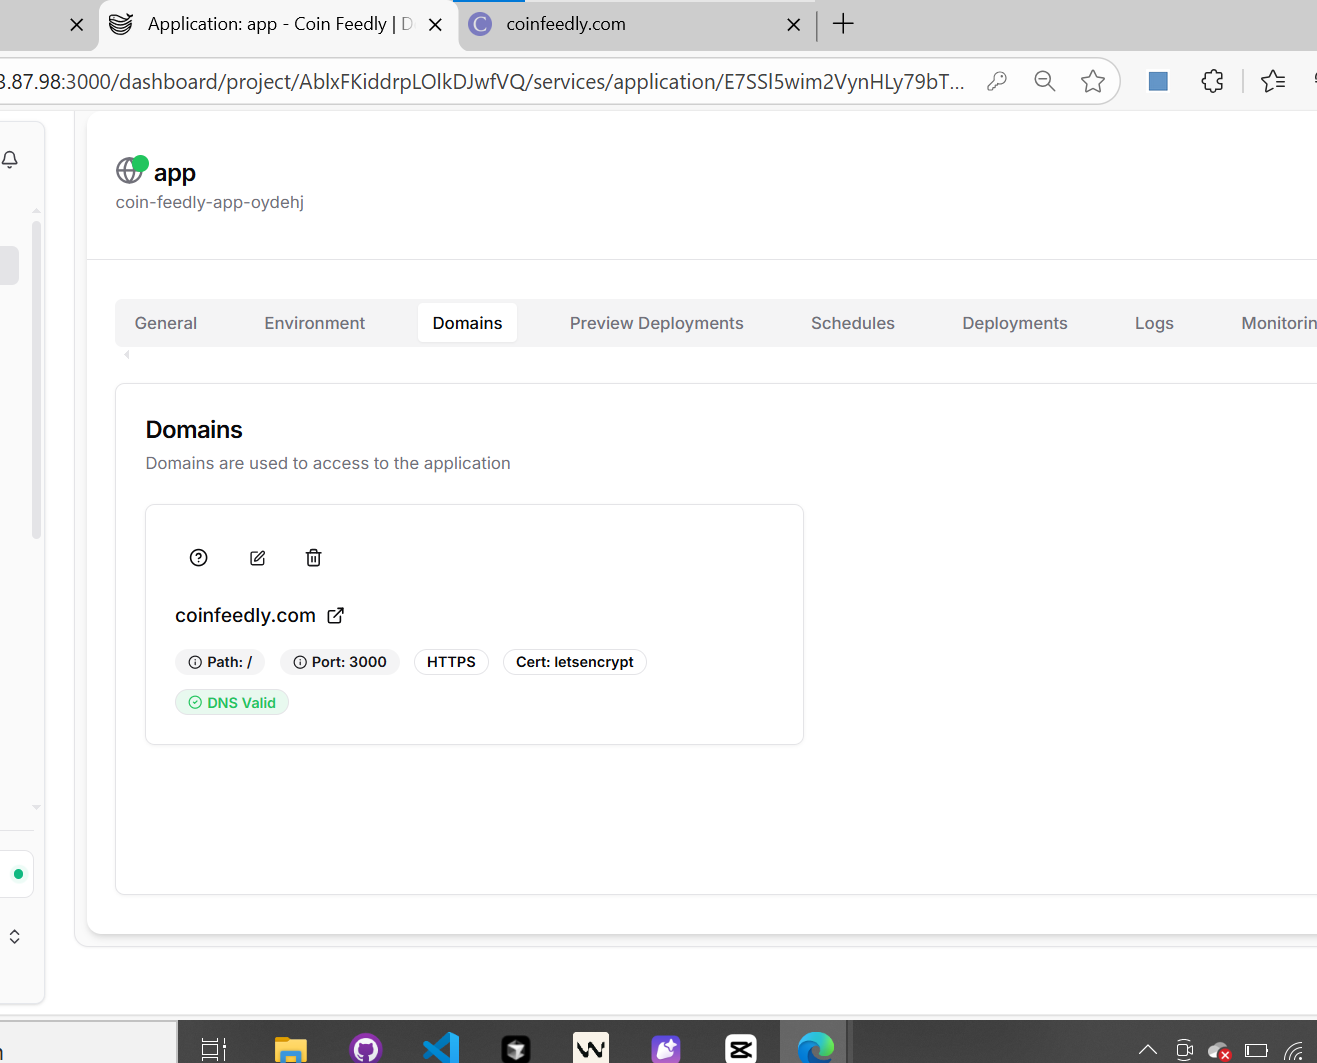 Application: app - Coin Feedly | D
coinfeedly.com
3.87.98:3000/dashboard/project/AblxFKiddrpLOlkDJwfVQ/services/application/E7SSl5wim2VynHLy79bT...
app
coin-feedly-app-oydehj
General Environment Domains Preview Deployments Schedules Deployments Logs Monitorin
Domains
Domains are used to access to the application
coinfeedly.com
Path: / Port: 3000 HTTPS Cert: letsencrypt
DNS Valid